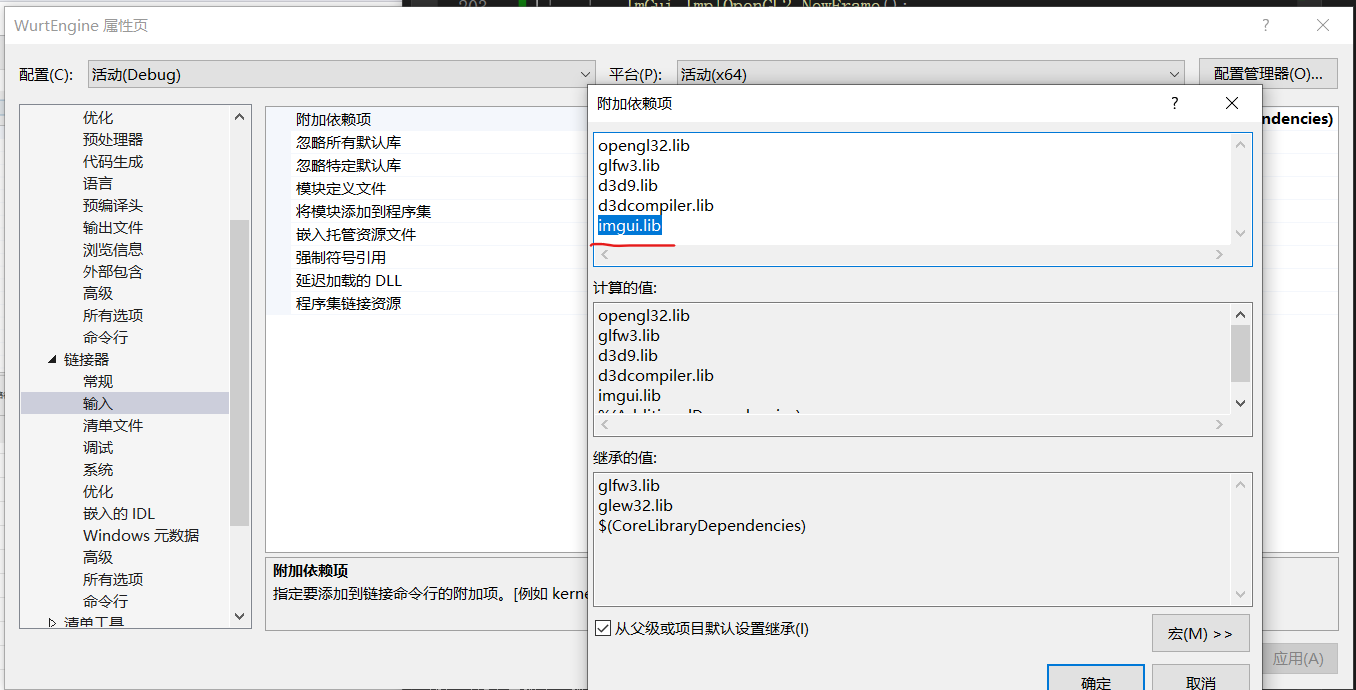 203
ImGui_ImplOpenGL2_NewFrame();
WurtEngine 属性页
?
配置(C):
活动(Debug)
平台(P):
活动(x64)
配置管理器(O)...
优化
预处理器
代码生成
语言
预编译头
输出文件
浏览信息
外部包含
高级
所有选项
命令行
链接器
常规
输入
清单文件
调试
系统
优化
嵌入的 IDL
Windows 元数据
高级
所有选项
命令行
清单工具
附加依赖项
忽略所有默认库
忽略特定默认库
模块定义文件
将模块添加到程序集
嵌入托管资源文件
强制符号引用
延迟加载的 DLL
程序集链接资源
ndencies)
附加依赖项
指定要添加到链接命令行的附加项。[例如 kerne
附加依赖项
?
opengl32.lib
glfw3.lib
d3d9.lib
d3dcompiler.lib
imgui.lib
计算的值:
opengl32.lib
glfw3.lib
d3d9.lib
d3dcompiler.lib
imgui.lib
%(AdditionalDependencies)
继承的值:
glfw3.lib
glew32.lib
$(CoreLibraryDependencies)
从父级或项目默认设置继承(I)
宏(M) >>
确定
取消
应用(A)